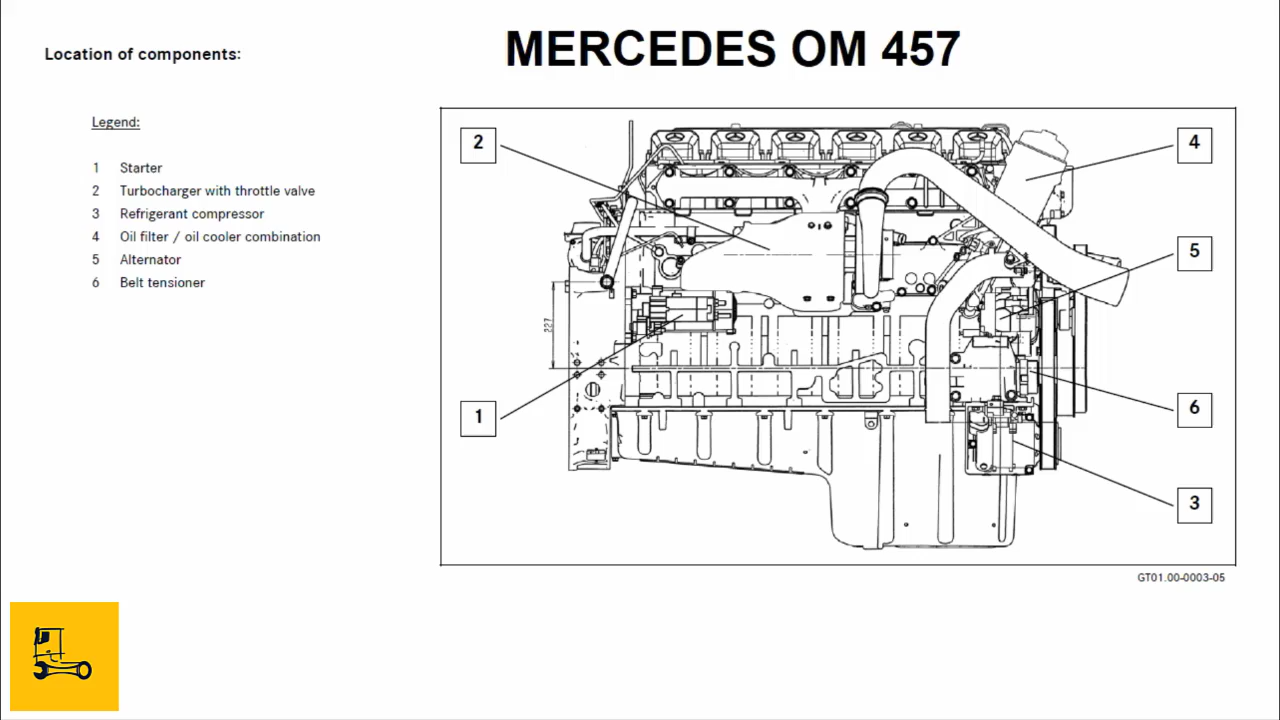 MERCEDES OM 457
Location of components:
Legend:
1 Starter
2 Turbocharger with throttle valve
3 Refrigerant compressor
4 Oil filter / oil cooler combination
5 Alternator
6 Belt tensioner
2
4
5
227
1
6
3
GT01.00-0003-05